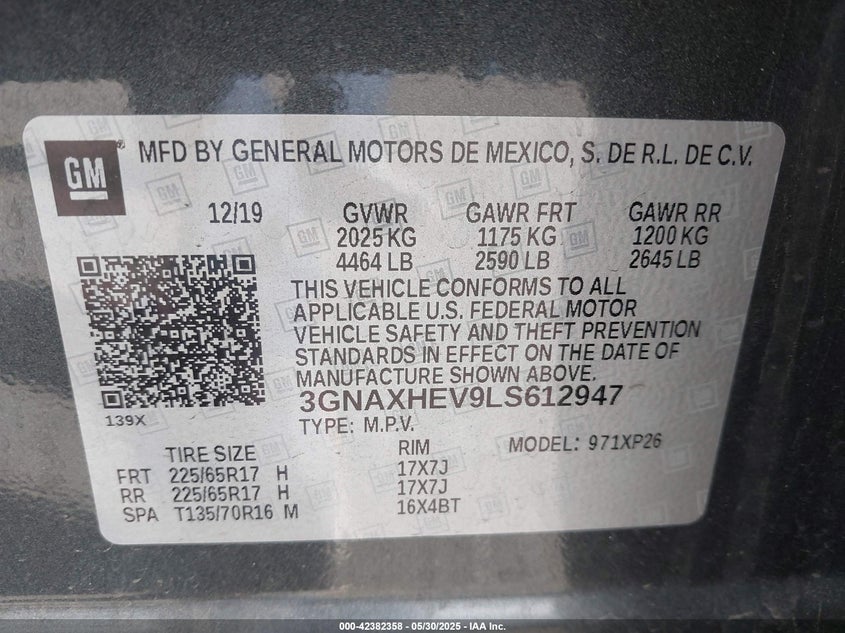 GM
MFD BY GENERAL MOTORS DE MEXICO, S. DE R.L. DE C.V.
12/19 GVWR GAWR FRT GAWR RR
2025 KG 1175 KG 1200 KG
4464 LB 2590 LB 2645 LB
THIS VEHICLE CONFORMS TO ALL
APPLICABLE U.S. FEDERAL MOTOR
VEHICLE SAFETY AND THEFT PREVENTION
STANDARDS IN EFFECT ON THE DATE OF
MANUFACTURE SHOWN ABOVE.
3GNAXHEV9LS612947
139X
TYPE: M.P.V.
TIRE SIZE RIM MODEL: 971XP26
FRT 225/65R17 H 17X7J
RR 225/65R17 H 17X7J
SPA T135/70R16 M 16X4BT
000-42382358 - 05/30/2025 - IAA Inc.